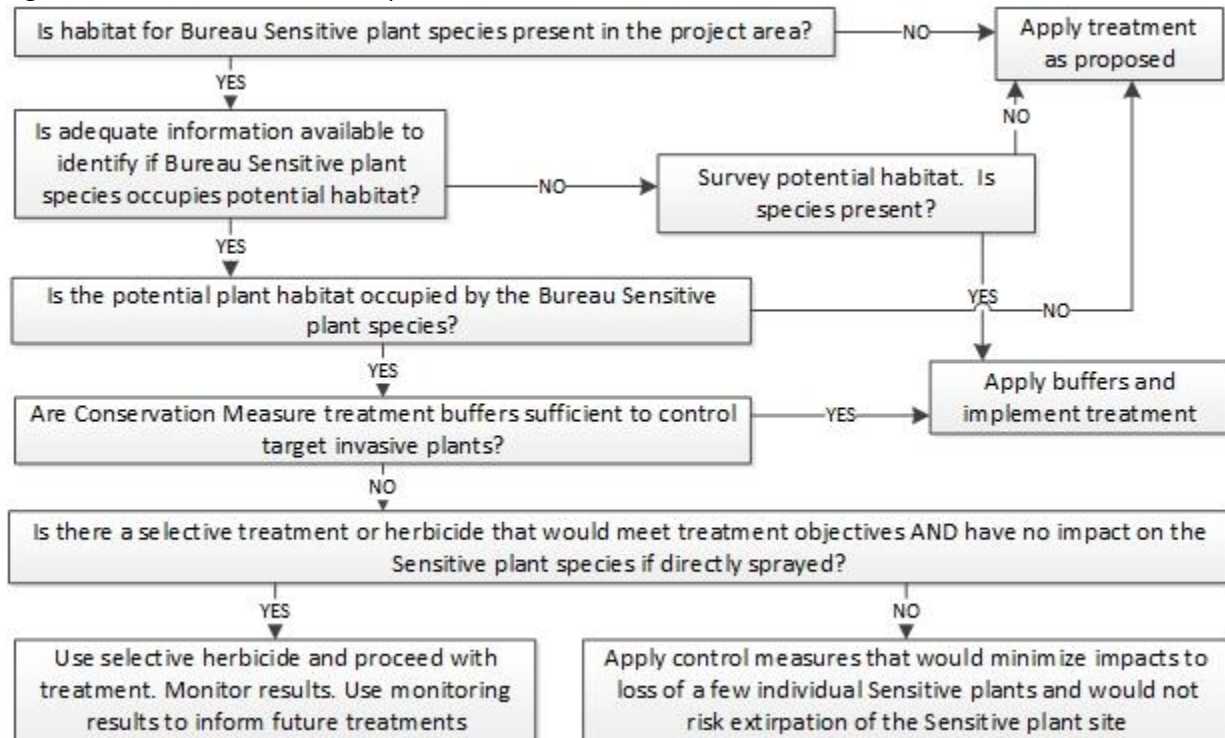 Is habitat for Bureau Sensitive plant species present in the project area?
NO
Apply treatment
as proposed
YES
NO
Is adequate information available to
identify if Bureau Sensitive plant
species occupies potential habitat?
NO
Survey potential habitat. Is
species present?
YES
Is the potential plant habitat occupied by the Bureau Sensitive
plant species?
YES
NO
YES
Apply buffers and
implement treatment
Are Conservation Measure treatment buffers sufficient to control
target invasive plants?
YES
NO
Is there a selective treatment or herbicide that would meet treatment objectives AND have no impact on the
Sensitive plant species if directly sprayed?
YES
NO
Use selective herbicide and proceed with
treatment. Monitor results. Use monitoring
results to inform future treatments
Apply control measures that would minimize impacts to
loss of a few individual Sensitive plants and would not
risk extirpation of the Sensitive plant site